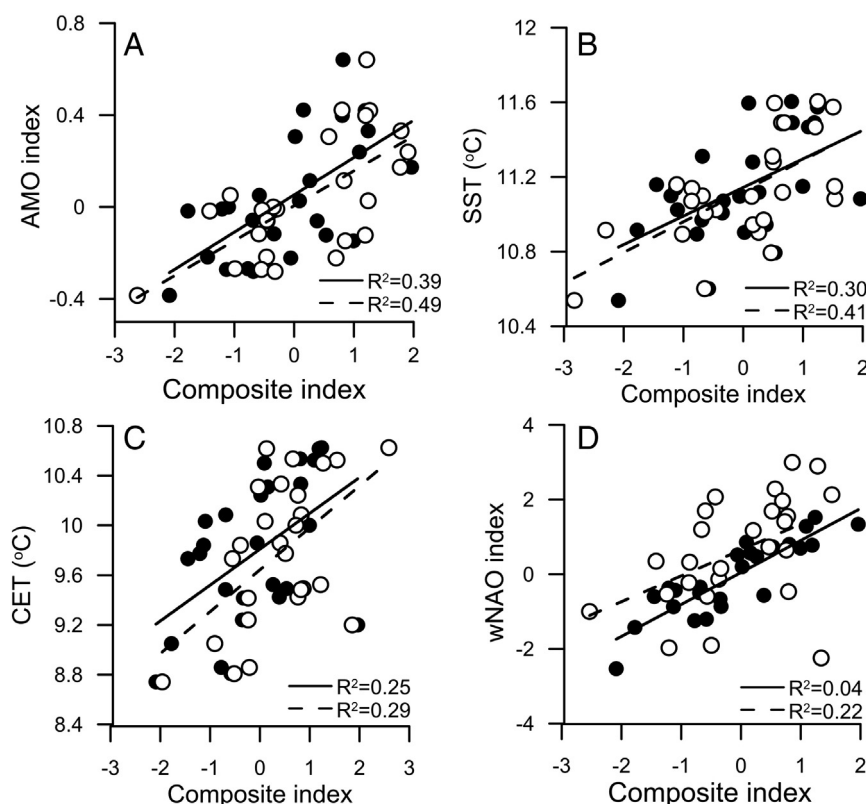 A
0.8
0.4
0
-0.4
AMO index
R²=0.39
R²=0.49
-3 -2 -1 0 1 2
Composite index
B
12
11.6
11.2
10.8
10.4
SST (oC)
R²=0.30
R²=0.41
-3 -2 -1 0 1 2
Composite index
C
10.8
10.4
10
9.6
9.2
8.8
8.4
CET (oC)
R²=0.25
R²=0.29
-3 -2 -1 0 1 2 3
Composite index
D
4
2
0
-2
-4
wNAO index
R²=0.04
R²=0.22
-3 -2 -1 0 1 2
Composite index